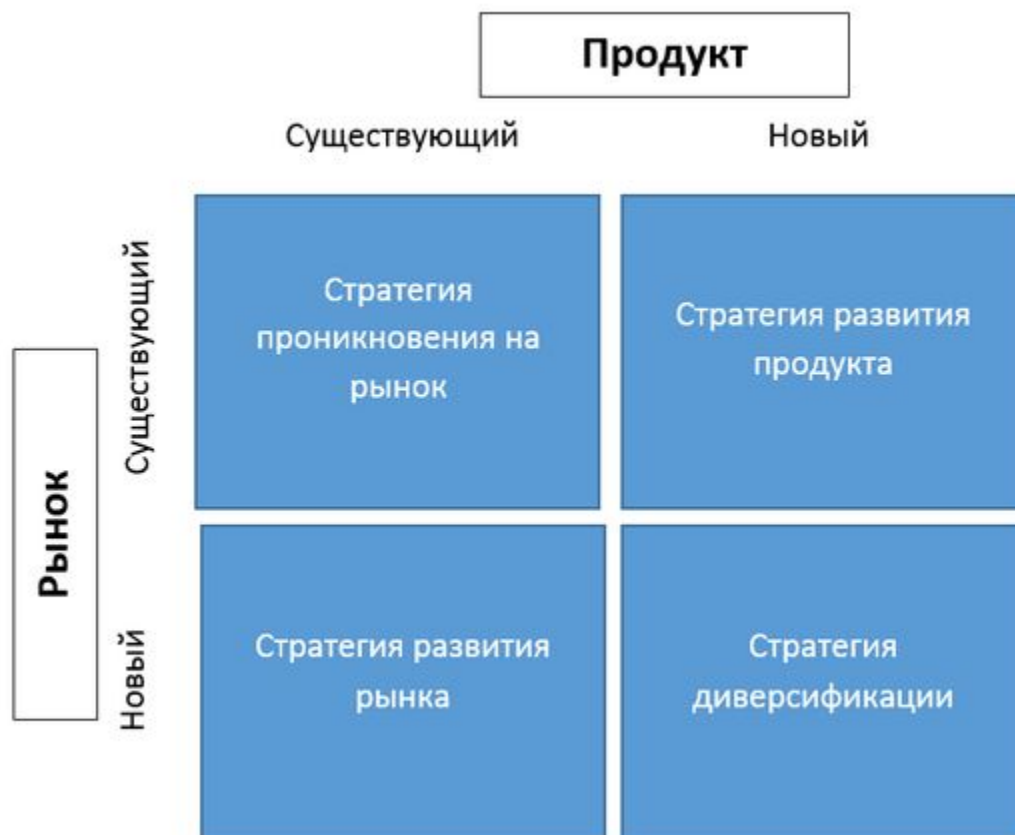 Продукт
Существующий
Новый
Рынок
Существующий
Стратегия
проникновения на
рынок
Стратегия развития
продукта
Новый
Стратегия развития
рынка
Стратегия
диверсификации